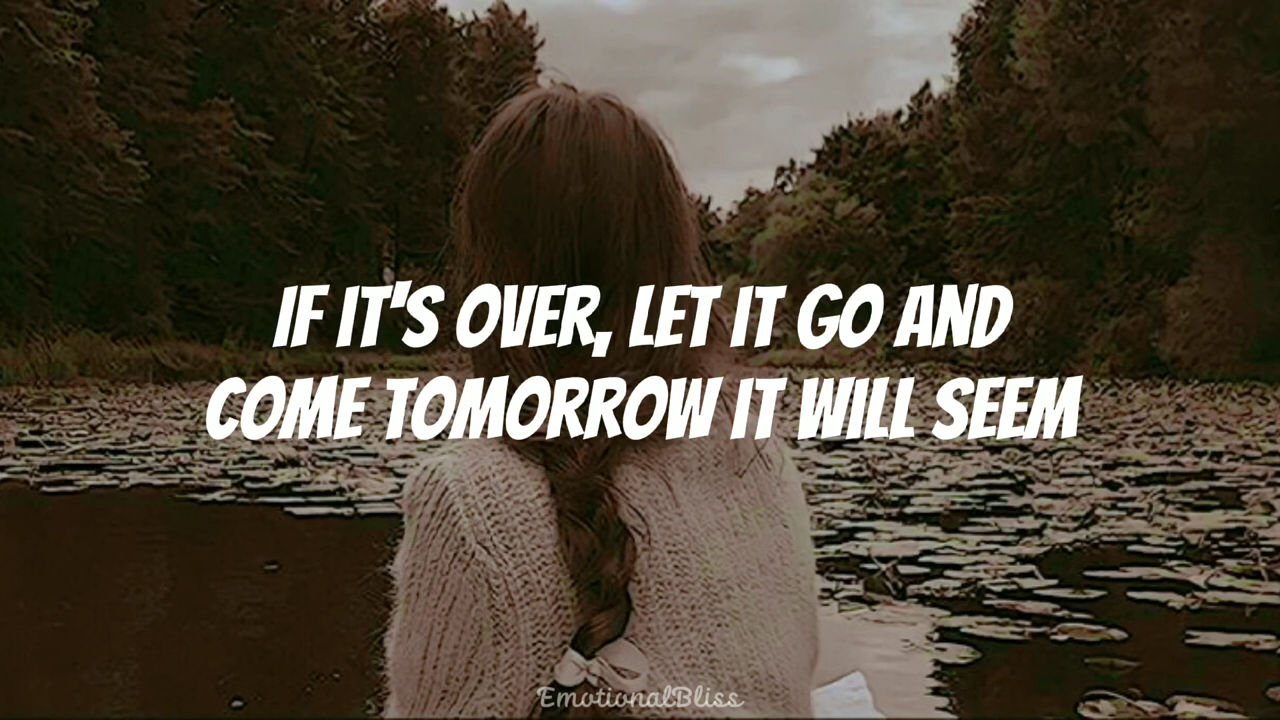 IF IT'S OVER, LET IT GO AND
COME TOMORROW IT WILL SEEM
EmotionalBliss